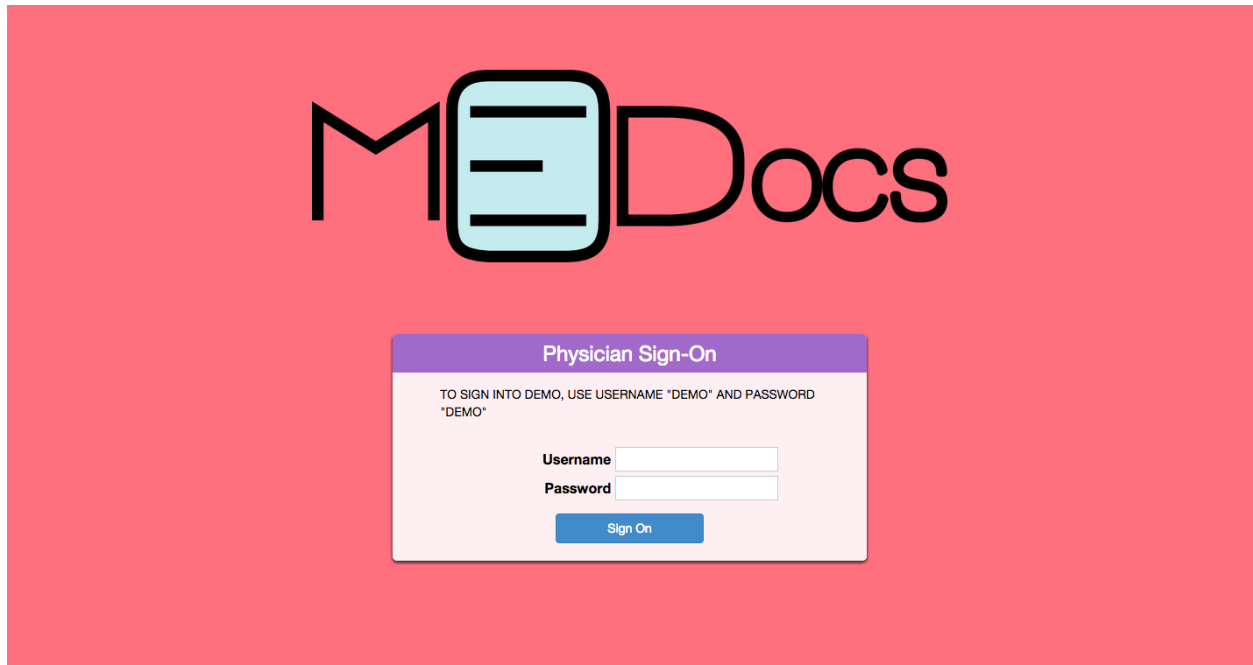 MEDocs
Physician Sign-On
TO SIGN INTO DEMO, USE USERNAME "DEMO" AND PASSWORD
"DEMO"
Username
Password
Sign On